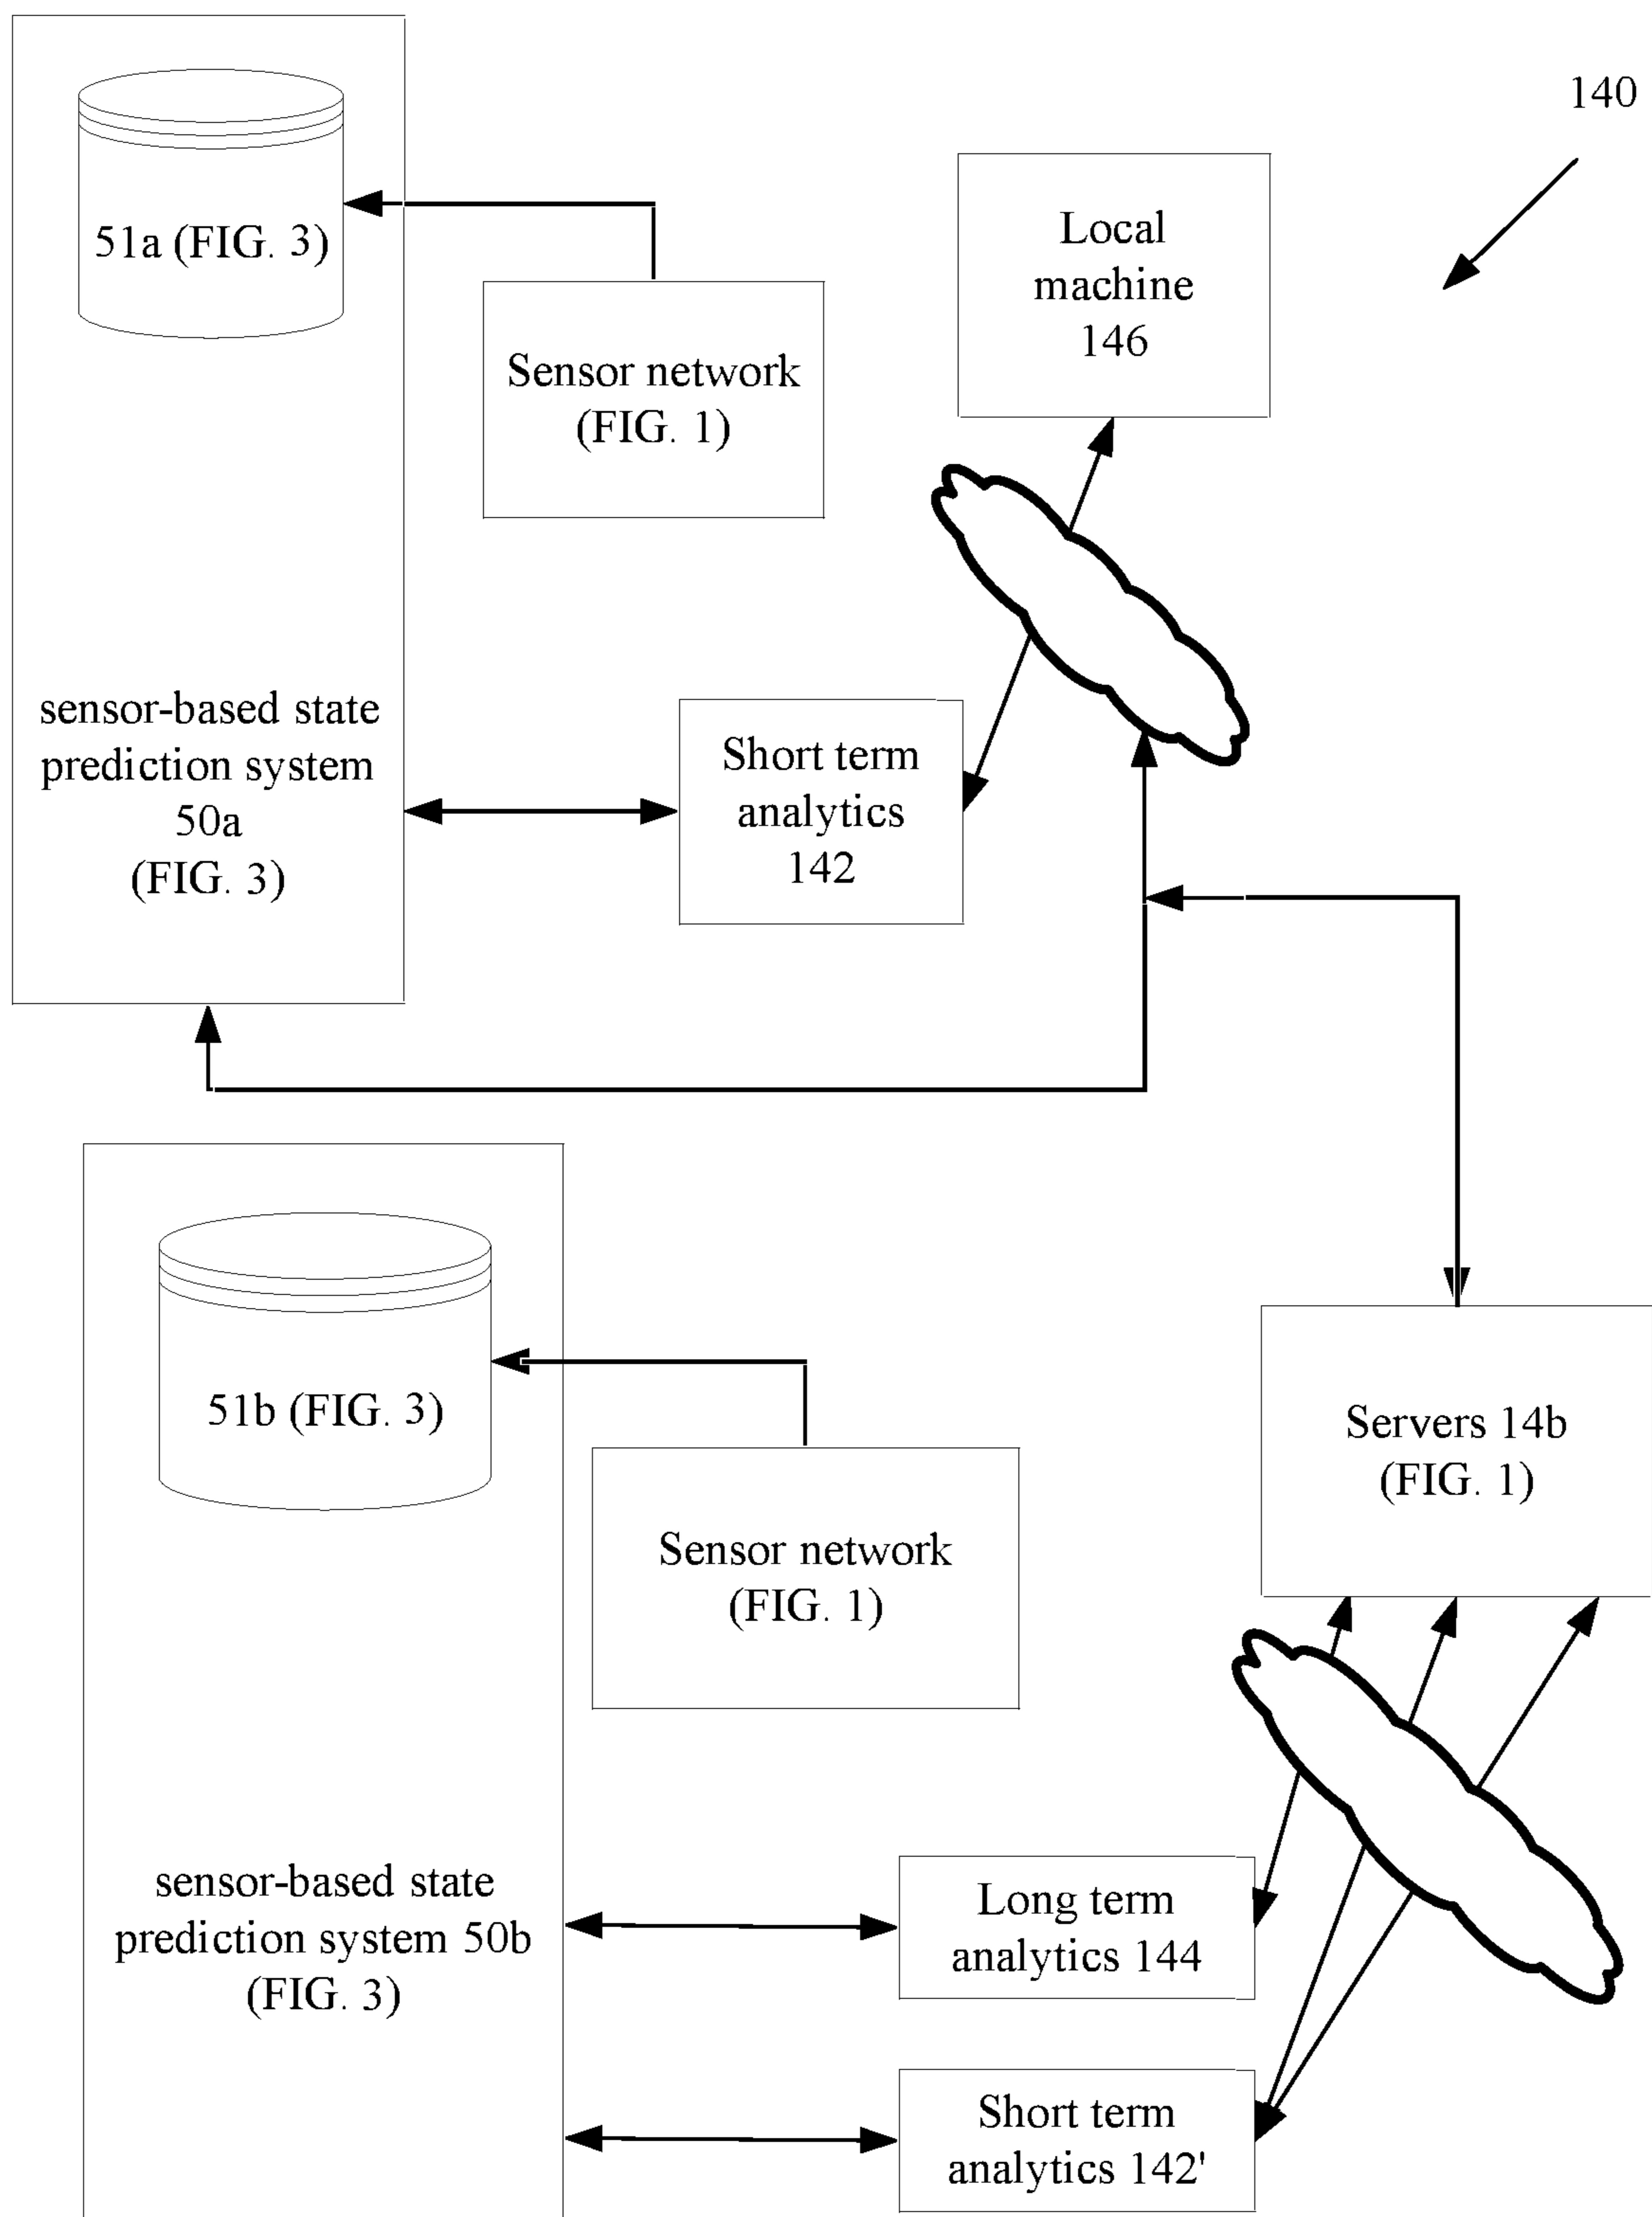 140
51a (FIG. 3)
Local
machine
146
Sensor network
(FIG. 1)
sensor-based state
prediction system
50a
(FIG. 3)
Short term
analytics
142
51b (FIG. 3)
Servers 14b
(FIG. 1)
Sensor network
(FIG. 1)
sensor-based state
prediction system 50b
(FIG. 3)
Long term
analytics 144
Short term
analytics 142'